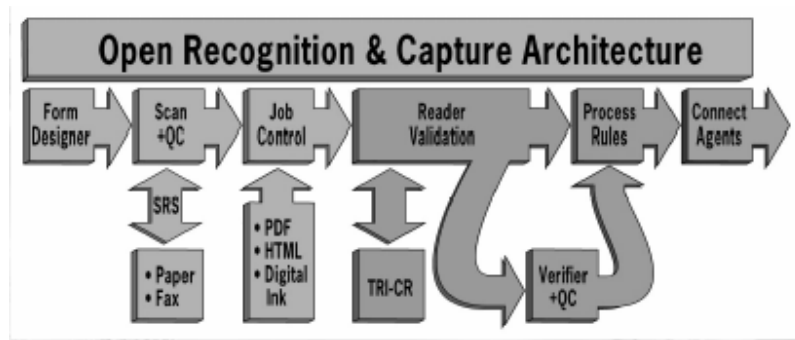 Open Recognition & Capture Architecture
Form
Designer
Scan
+QC
Job
Control
Reader
Validation
Process
Rules
Connect
Agents
SRS
• Paper
• Fax
• PDF
• HTML
• Digital
Ink
TRI-CR
Verifier
+QC